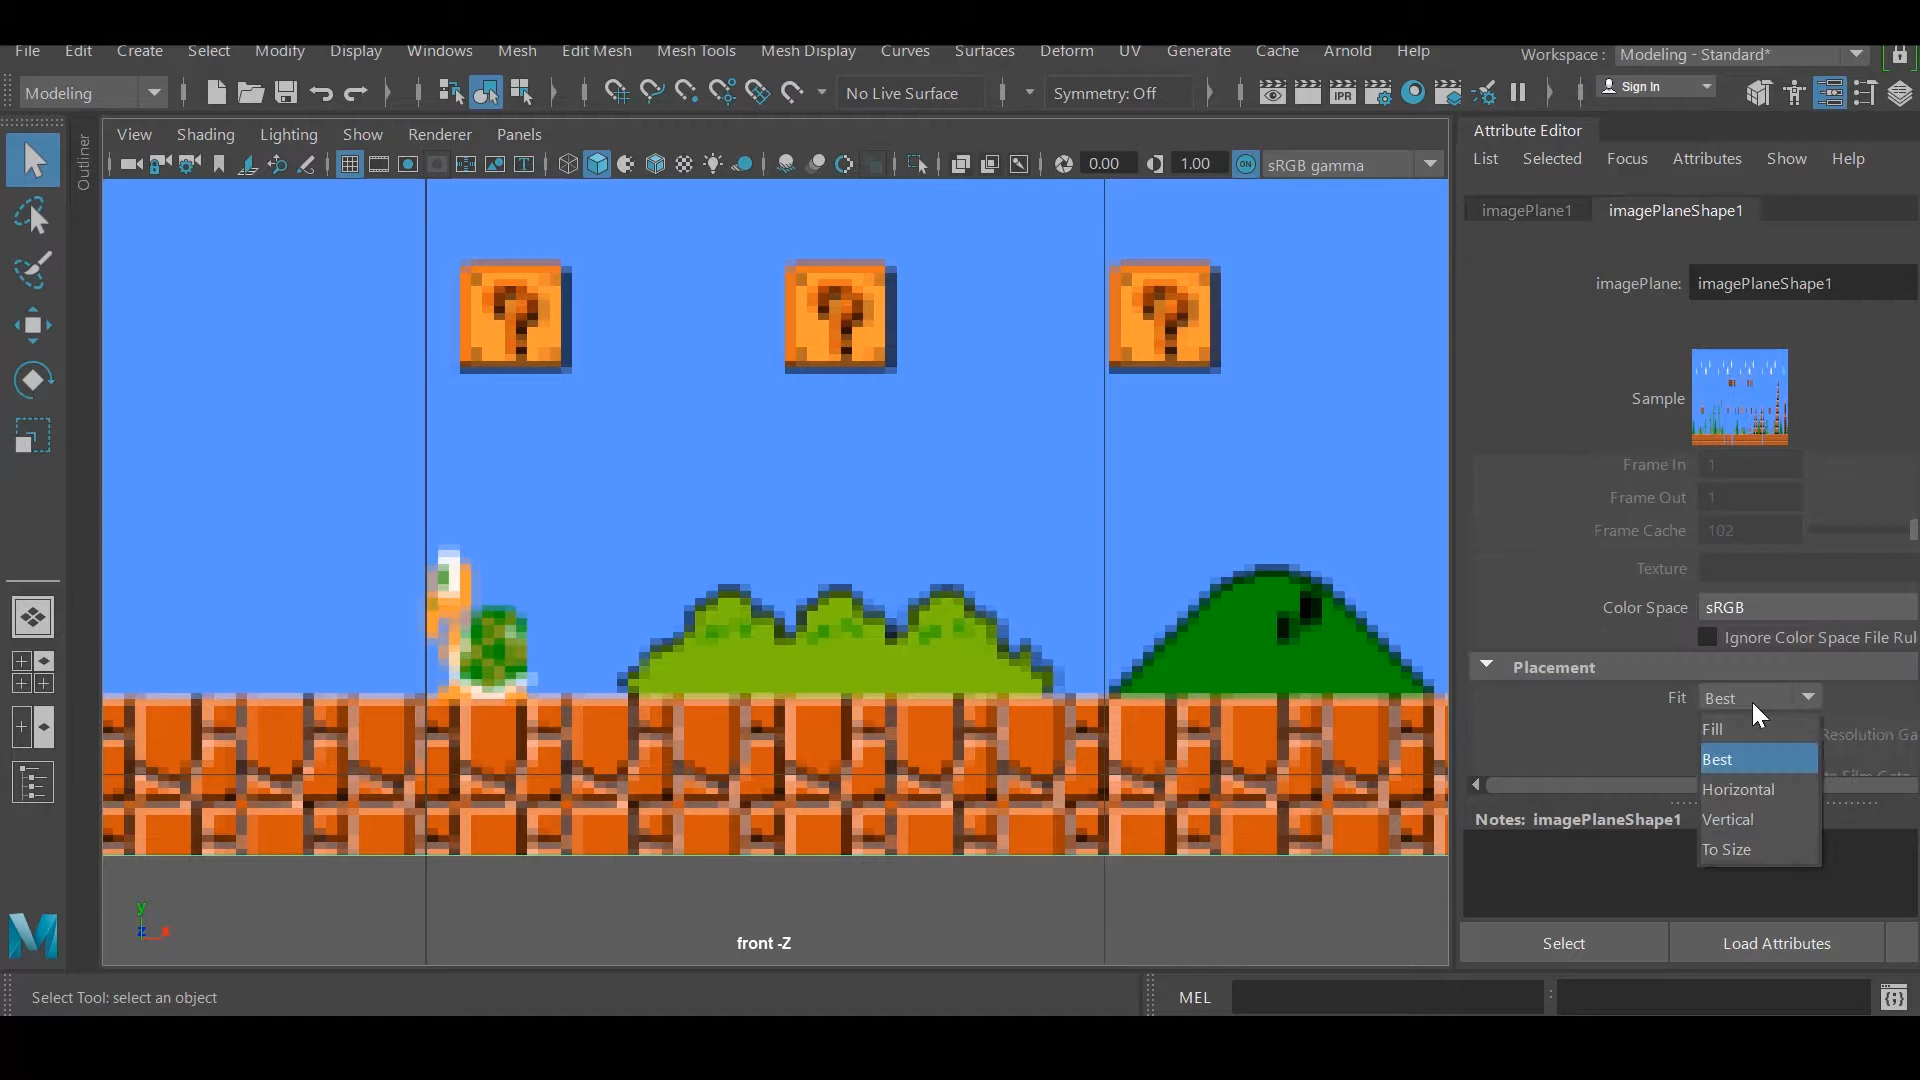 File Edit Create Select Modify Display Windows Mesh Edit Mesh Mesh Tools Mesh Display Curves Surfaces Deform UV Generate Cache Arnold Help Workspace : Modeling - Standard*
Modeling No Live Surface Symmetry: Off IPR Sign In
View Shading Lighting Show Renderer Panels
0.00 1.00 ON sRGB gamma
Outliner
? ? ?
y
z x
front -Z
Attribute Editor
List Selected Focus Attributes Show Help
imagePlane1 imagePlaneShape1
imagePlane: imagePlaneShape1
Sample
Frame In 1
Frame Out 1
Frame Cache 102
Texture
Color Space sRGB
Ignore Color Space File Rul
Placement
Fit Best
Fill
Resolution Ga
Best
Horizontal
Vertical
To Size
Notes: imagePlaneShape1
Select Load Attributes
M
Select Tool: select an object MEL :